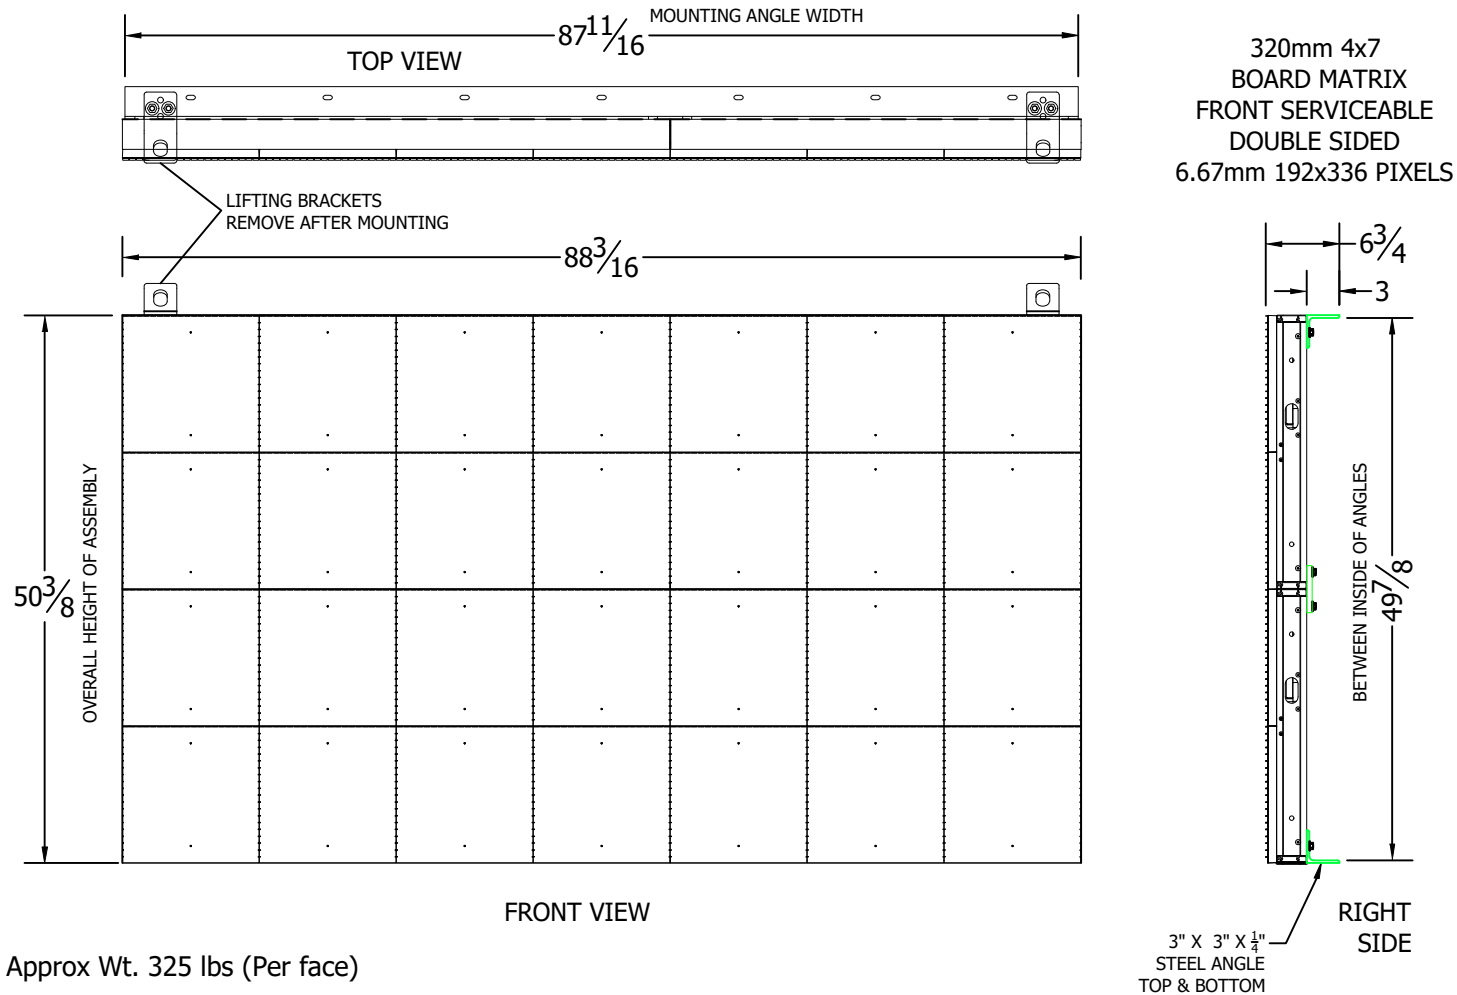 MOUNTING ANGLE WIDTH
87 11/16
TOP VIEW
320mm 4x7
BOARD MATRIX
FRONT SERVICEABLE
DOUBLE SIDED
6.67mm 192x336 PIXELS
LIFTING BRACKETS
REMOVE AFTER MOUNTING
88 3/16
6 3/4
3
50 3/8
OVERALL HEIGHT OF ASSEMBLY
BETWEEN INSIDE OF ANGLES
49 7/8
FRONT VIEW
RIGHT
SIDE
3" X 3" X 1/4"
STEEL ANGLE
TOP & BOTTOM
Approx Wt. 325 lbs (Per face)